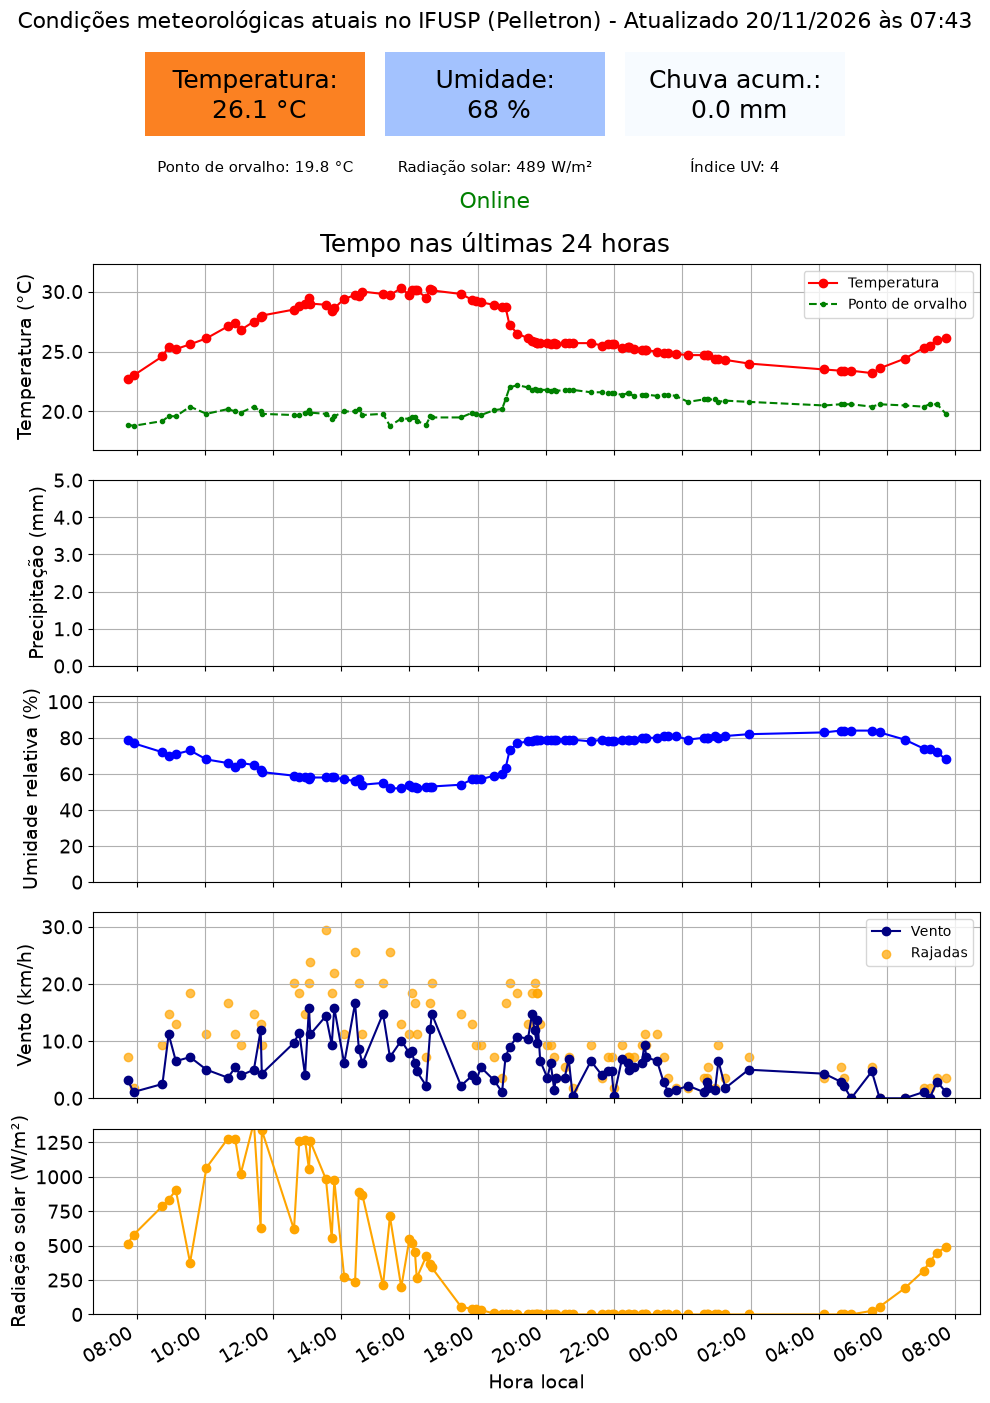 Condições meteorológicas atuais no IFUSP (Pelletron) - Atualizado 20/11/2026 às 07:43
Temperatura:
26.1 °C
Umidade:
68 %
Chuva acum.:
0.0 mm
Ponto de orvalho: 19.8 °C
Radiação solar: 489 W/m²
Índice UV: 4
Online
Tempo nas últimas 24 horas
Temperatura (°C)
30.0
25.0
20.0
Temperatura
Ponto de orvalho
Precipitação (mm)
5.0
4.0
3.0
2.0
1.0
0.0
Umidade relativa (%)
100
80
60
40
20
0
Vento (km/h)
30.0
20.0
10.0
0.0
Vento
Rajadas
Radiação solar (W/m²)
1250
1000
750
500
250
0
08:00
10:00
12:00
14:00
16:00
18:00
20:00
22:00
00:00
02:00
04:00
06:00
08:00
Hora local